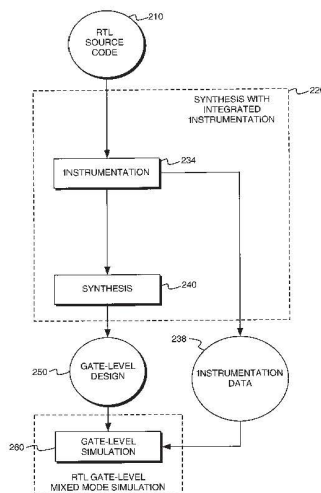 210
RTL
SOURCE
CODE
220
SYNTHESIS WITH
INTEGRATED
INSTRUMENTATION
234
INSTRUMENTATION
SYNTHESIS
240
238
GATE-LEVEL
DESIGN
250
INSTRUMENTATION
DATA
GATE-LEVEL
SIMULATION
260
RTL GATE-LEVEL
MIXED MODE SIMULATION